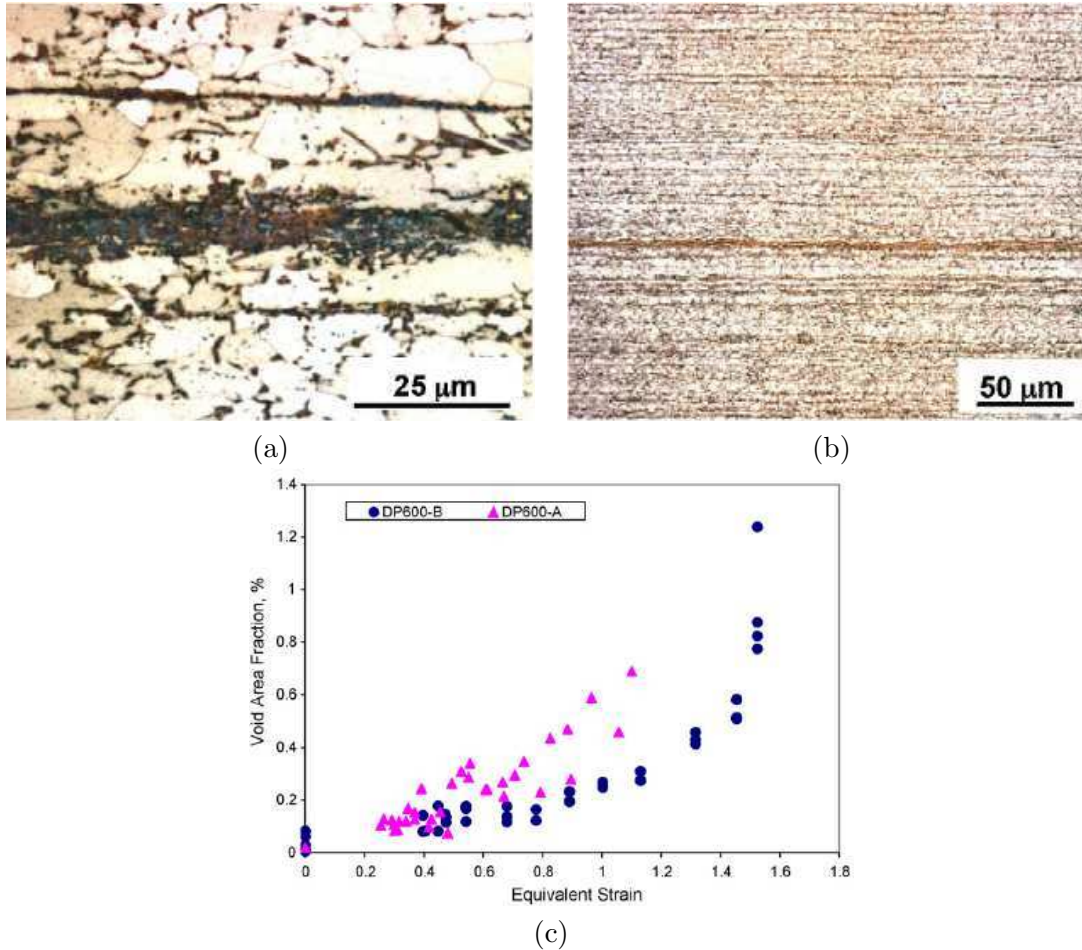 25 μm
50 μm
(a)
(b)
1.4
DP600-B
DP600-A
1.2
1
0.8
0.6
0.4
0.2
0
Void Area Fraction, %
0
0.2
0.4
0.6
0.8
1
1.2
1.4
1.6
1.8
Equivalent Strain
(c)